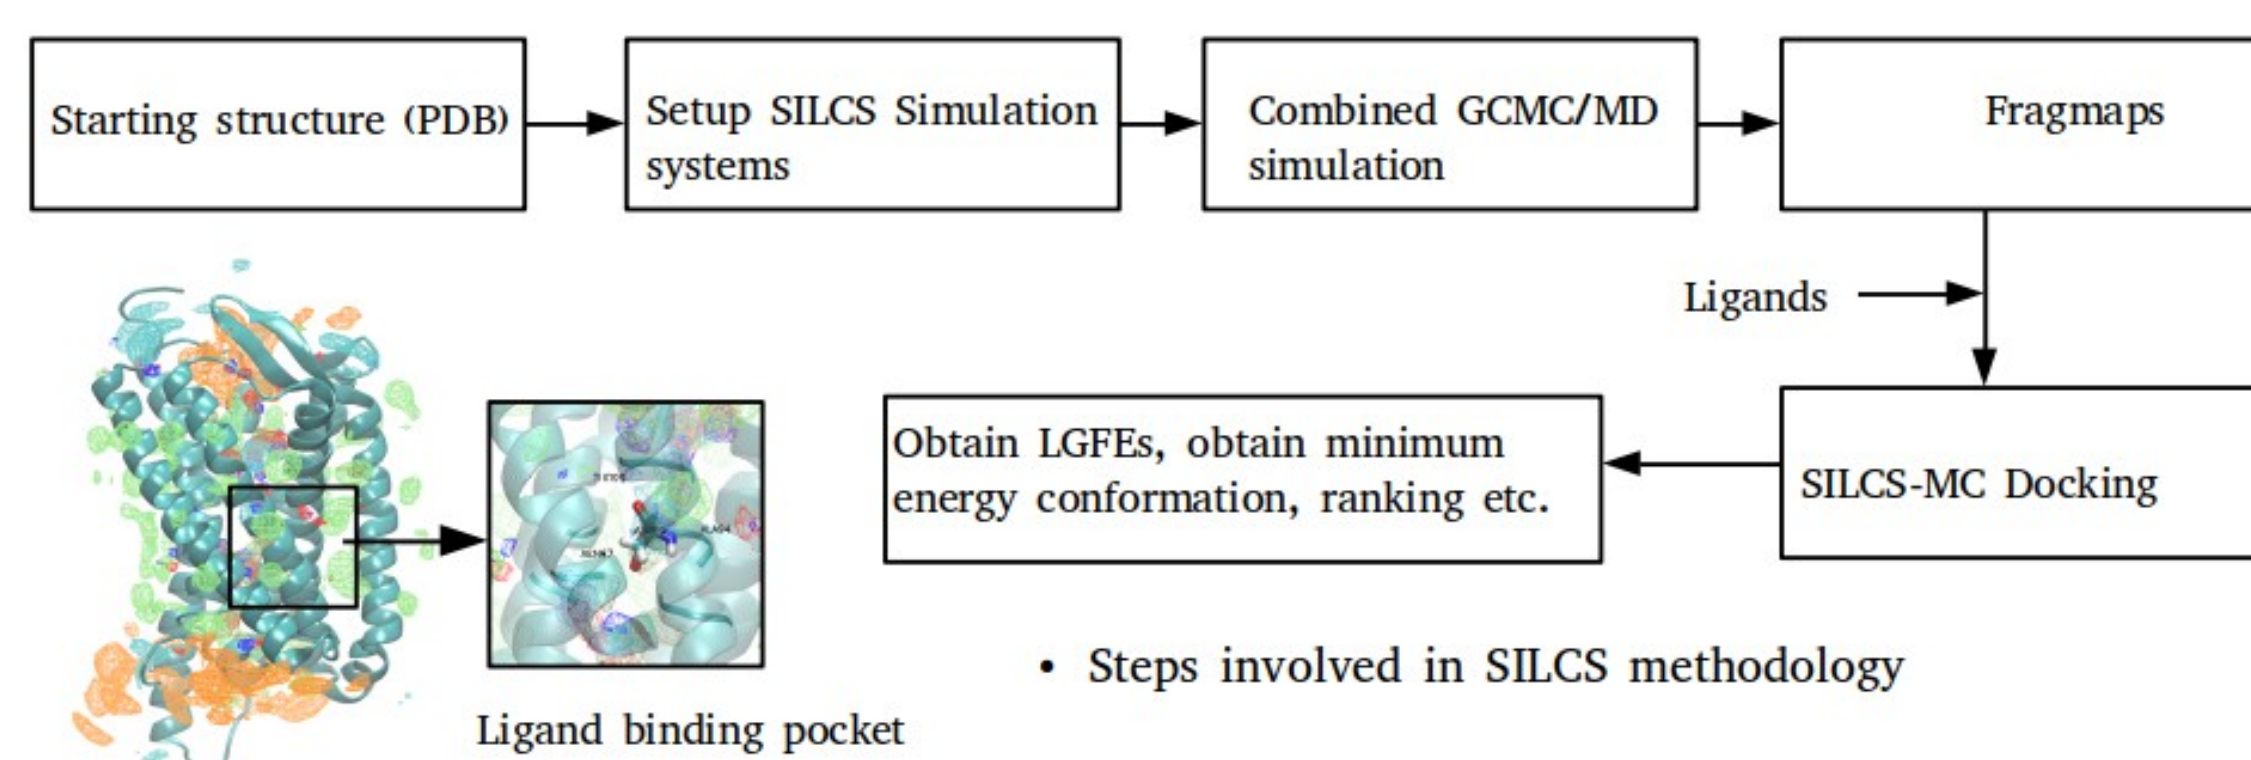 Starting structure (PDB)
Setup SILCS Simulation
systems
Combined GCMC/MD
simulation
Fragmaps
Ligands
SILCS-MC Docking
Obtain LGFEs, obtain minimum
energy conformation, ranking etc.
• Steps involved in SILCS methodology
Ligand binding pocket